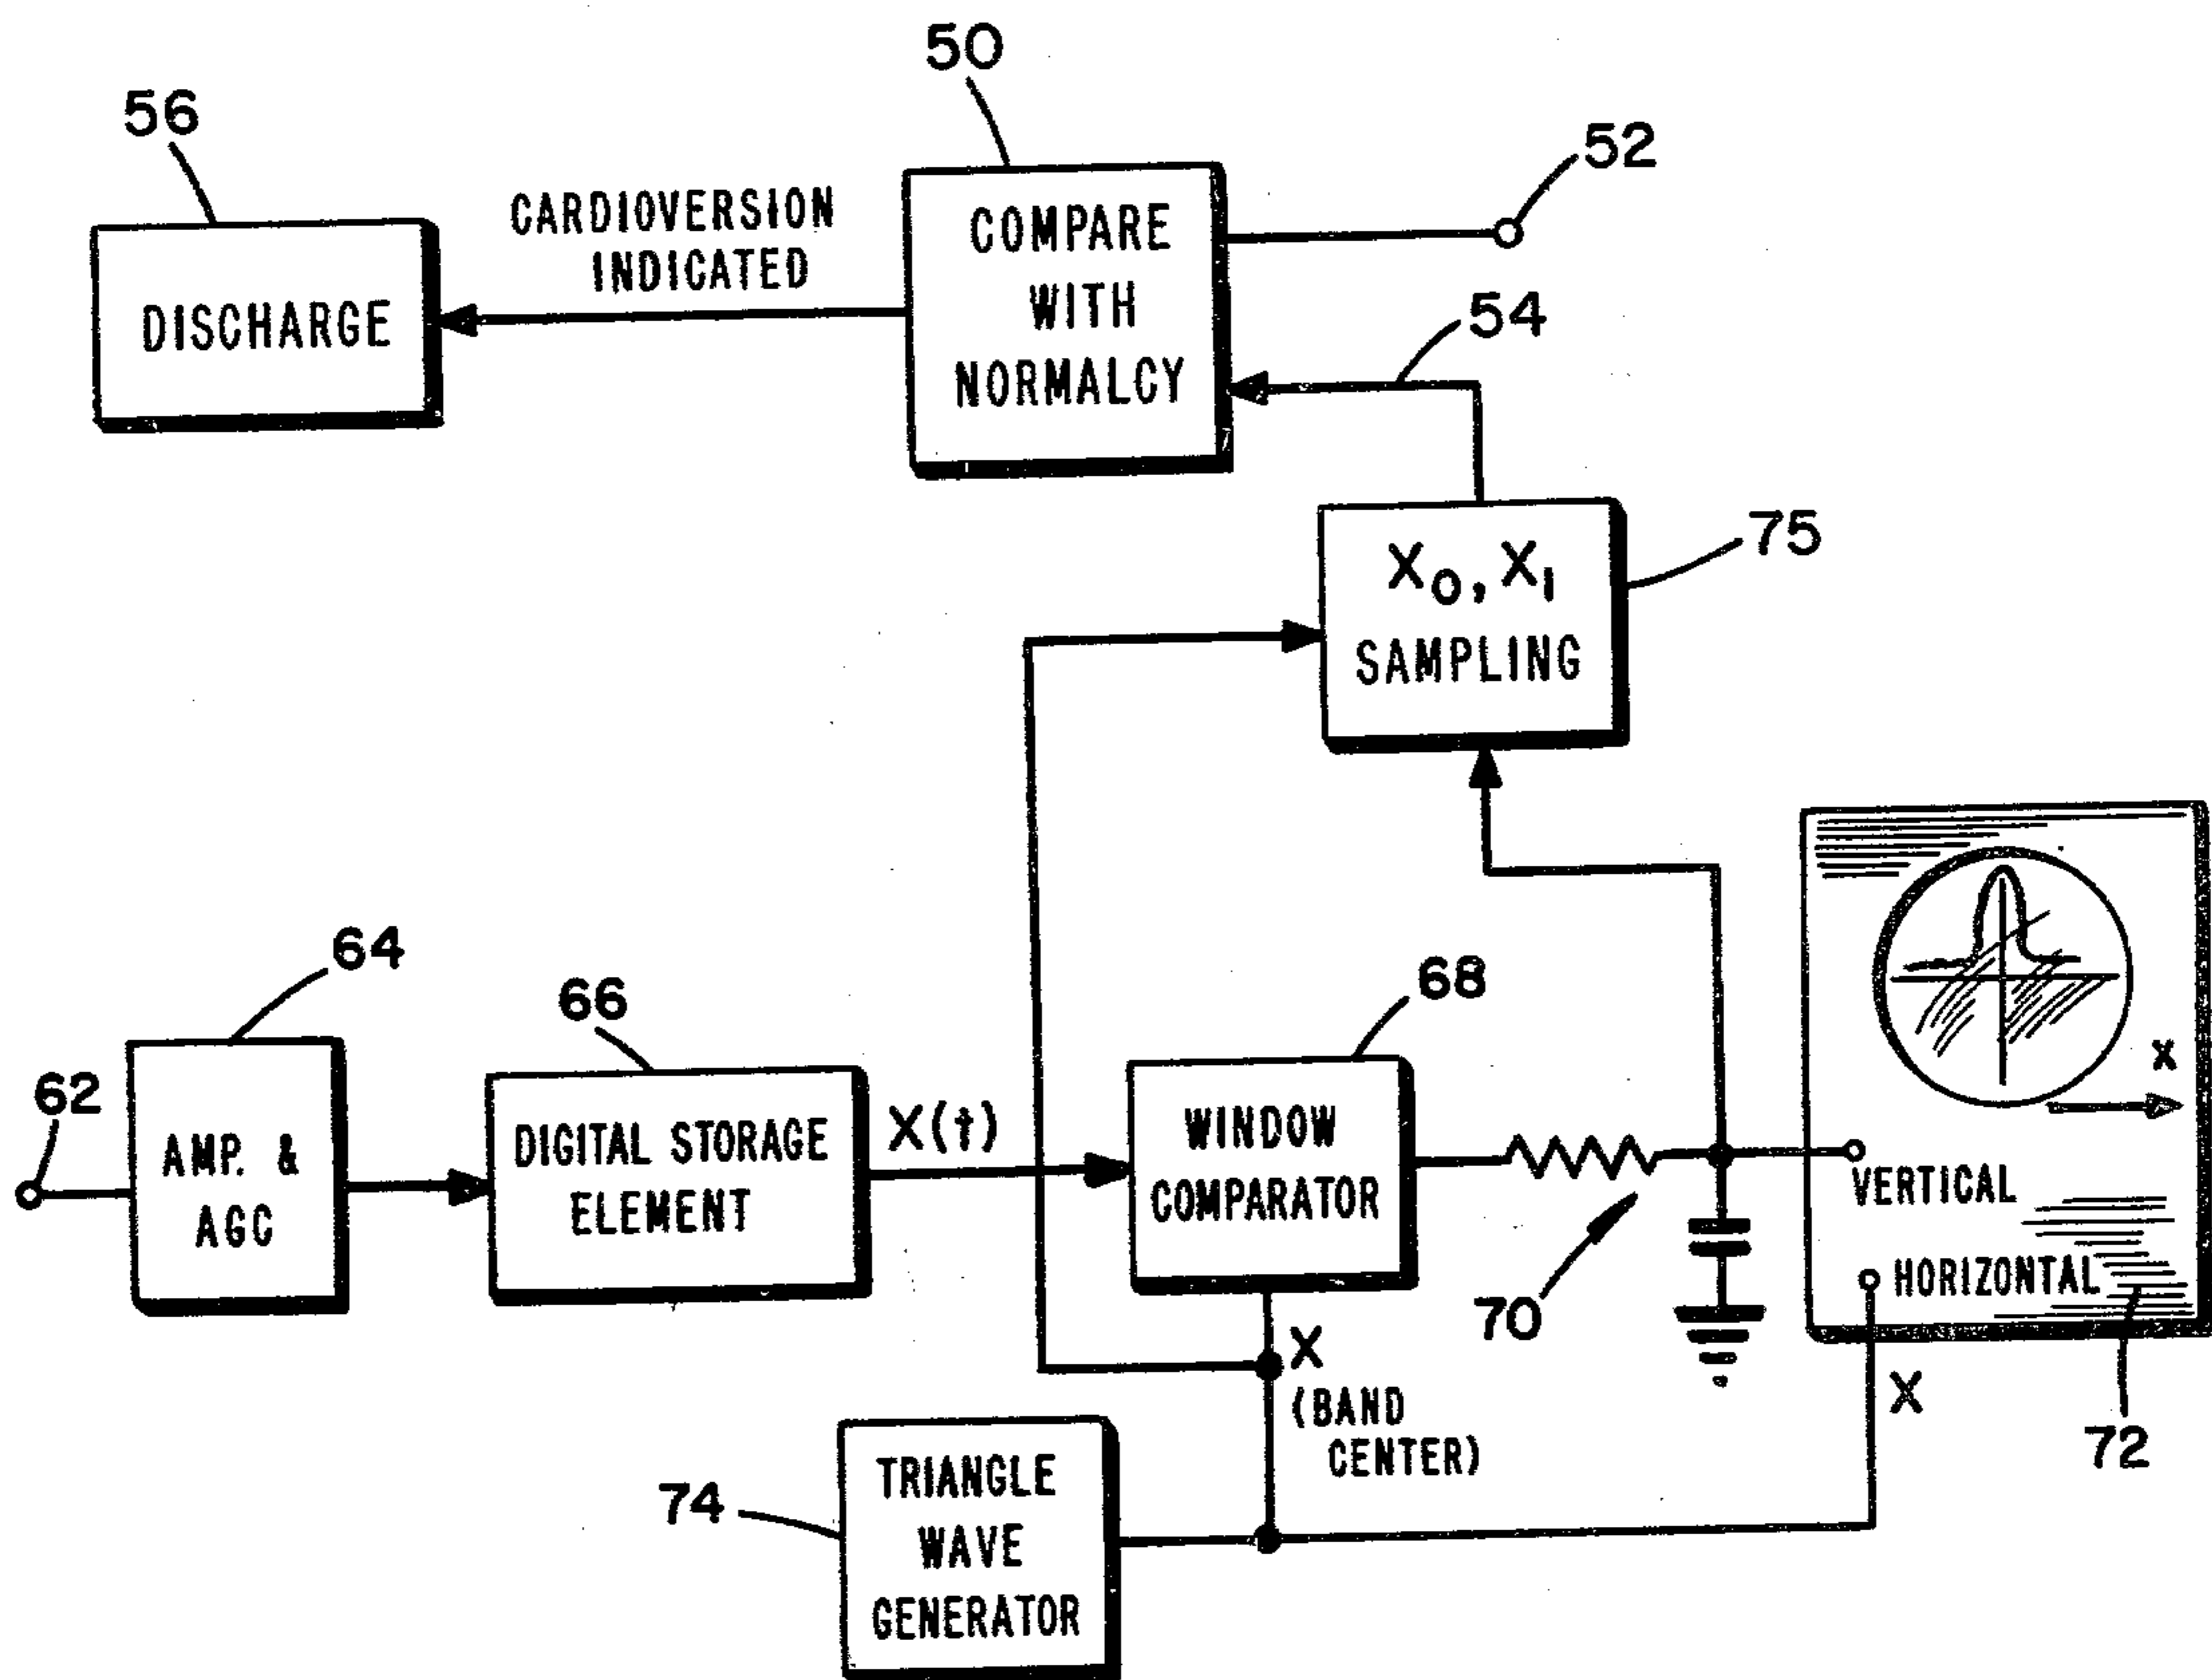 50
56
52
CARDIOVERSION
INDICATED
COMPARE
WITH
NORMALCY
DISCHARGE
54
75
X₀, X₁
SAMPLING
64
66
68
62
AMP. &
AGC
DIGITAL STORAGE
ELEMENT
X(t)
WINDOW
COMPARATOR
X
VERTICAL
HORIZONTAL
70
X
(BAND
CENTER)
X
72
74
TRIANGLE
WAVE
GENERATOR